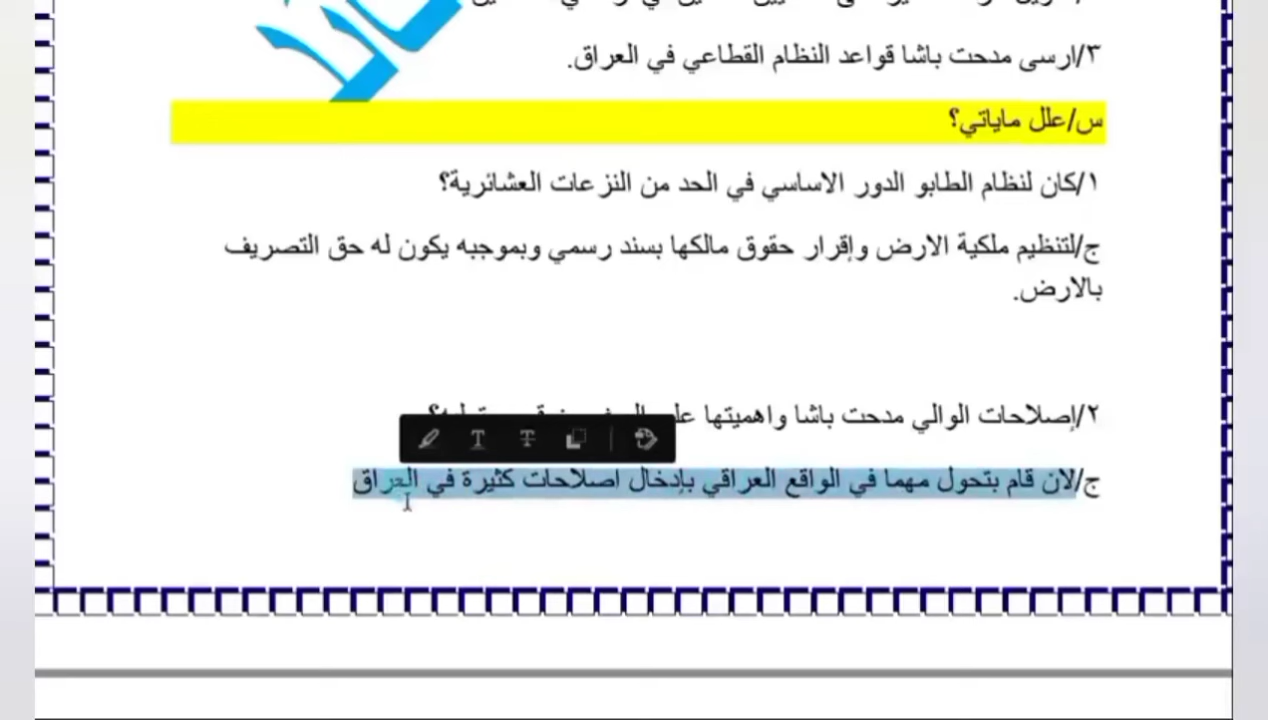 ٣/ارسى مدحت باشا قواعد النظام القطاعي في العراق.
س/علل ماياتي؟
١/كان لنظام الطابو الدور الاساسي في الحد من النزعات العشائرية؟
ج/لتنظيم ملكية الارض وإقرار حقوق مالكها بسند رسمي وبموجبه يكون له حق التصريف
بالارض.
٢/إصلاحات الوالي مدحت باشا واهميتها
ج/لان قام بتحول مهما في الواقع العراقي بإدخال اصلاحات كثيرة في العراق